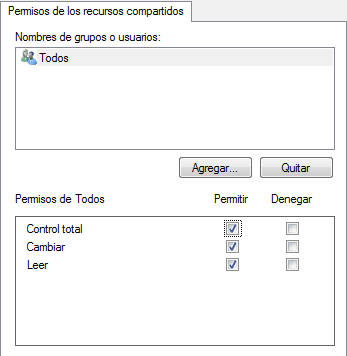 Permisos de los recursos compartidos
Nombres de grupos o usuarios:
Todos
Agregar... Quitar
Permisos de Todos Permitir Denegar
Control total
Cambiar
Leer